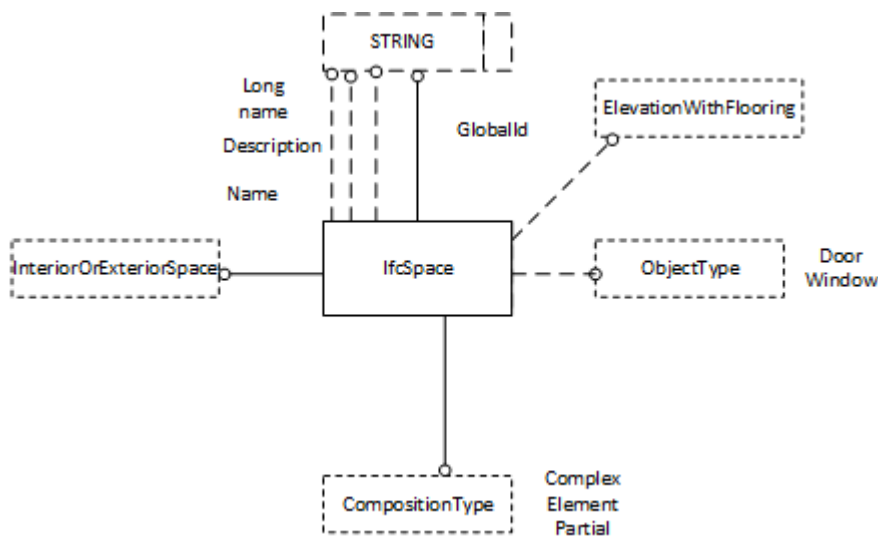 STRING
Long
name
Description
Name
GlobalId
ElevationWithFlooring
InteriorOrExteriorSpace
IfcSpace
ObjectType
Door
Window
CompositionType
Complex
Element
Partial